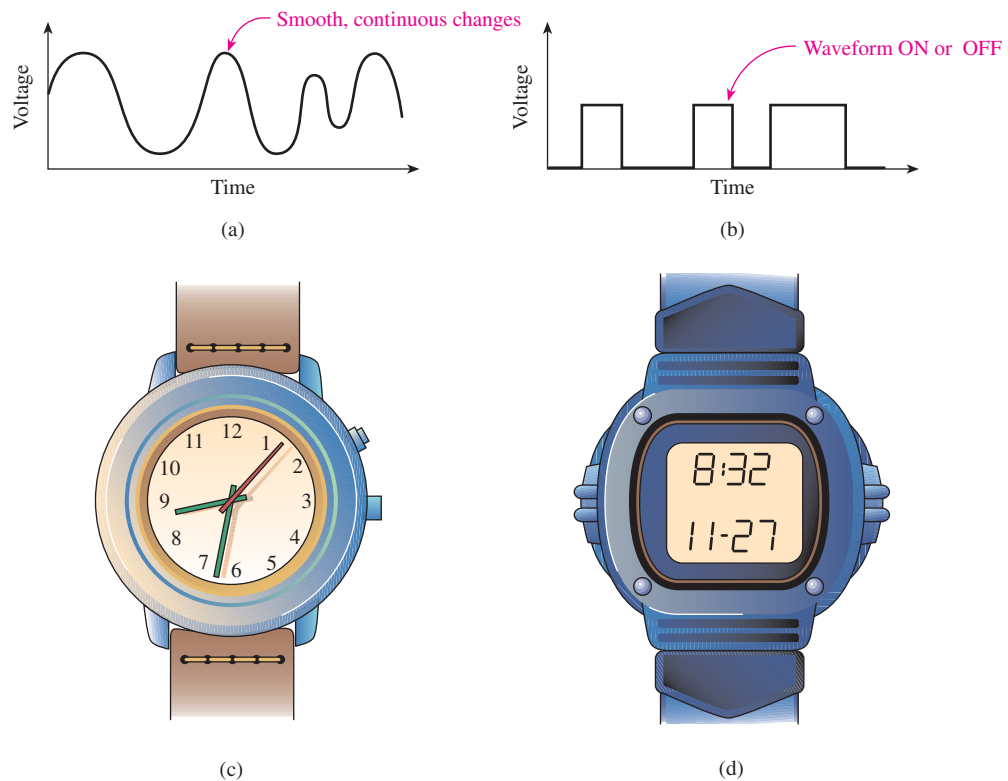 Smooth, continuous changes
Voltage
Time
(a)
Waveform ON or OFF
Voltage
Time
(b)
12
11
1
10
2
9
3
8
4
7
6
5
(c)
8:32
11-27
(d)